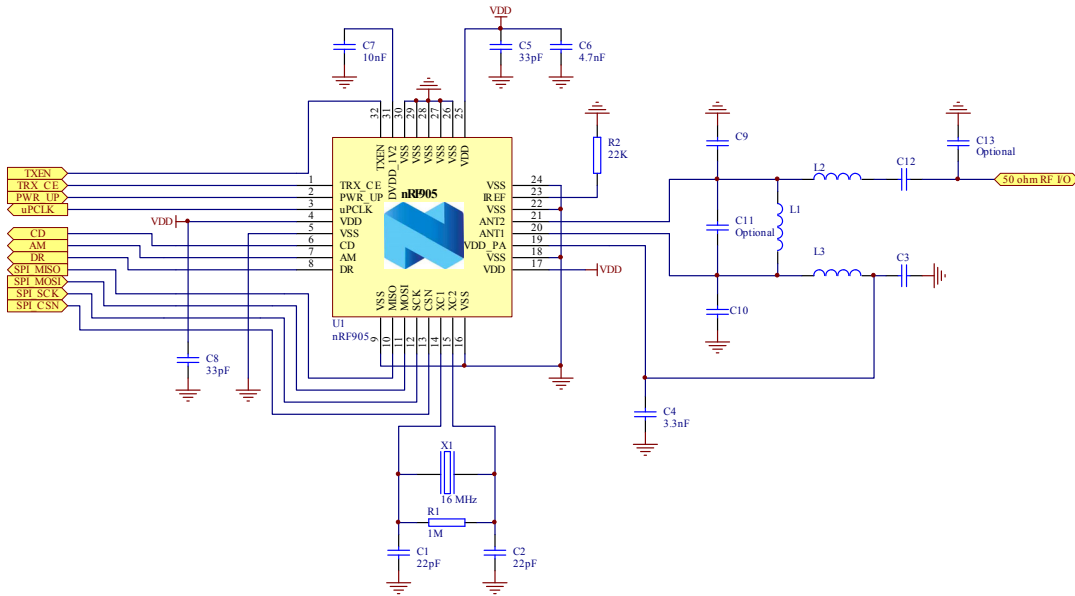 VDD
C7
10nF
C5
33pF
C6
4.7nF
32
31
30
29
28
27
26
25
TXEN
DVDD_1V2
VSS
VSS
VSS
VSS
VSS
VDD
R2
22K
C9
C13
Optional
L2
C12
50 ohm RF I/O
TXEN
TRX_CE
PWR_UP
uPCLK
CD
AM
DR
SPI_MISO
SPI_MOSI
SPI_SCK
SPI_CSN
VDD
1
2
3
4
5
6
7
8
TRX_CE
PWR_UP
uPCLK
VDD
VSS
CD
AM
DR
nRF905
VSS
IREF
VSS
ANT2
ANT1
VDD_PA
VSS
VDD
24
23
22
21
20
19
18
17
VDD
C11
Optional
L1
L3
C3
C10
VSS
MISO
MOSI
SCK
CSN
XC1
XC2
VSS
U1
nRF905
9
10
11
12
13
14
15
16
C8
33pF
C4
3.3nF
X1
16 MHz
R1
1M
C1
22pF
C2
22pF